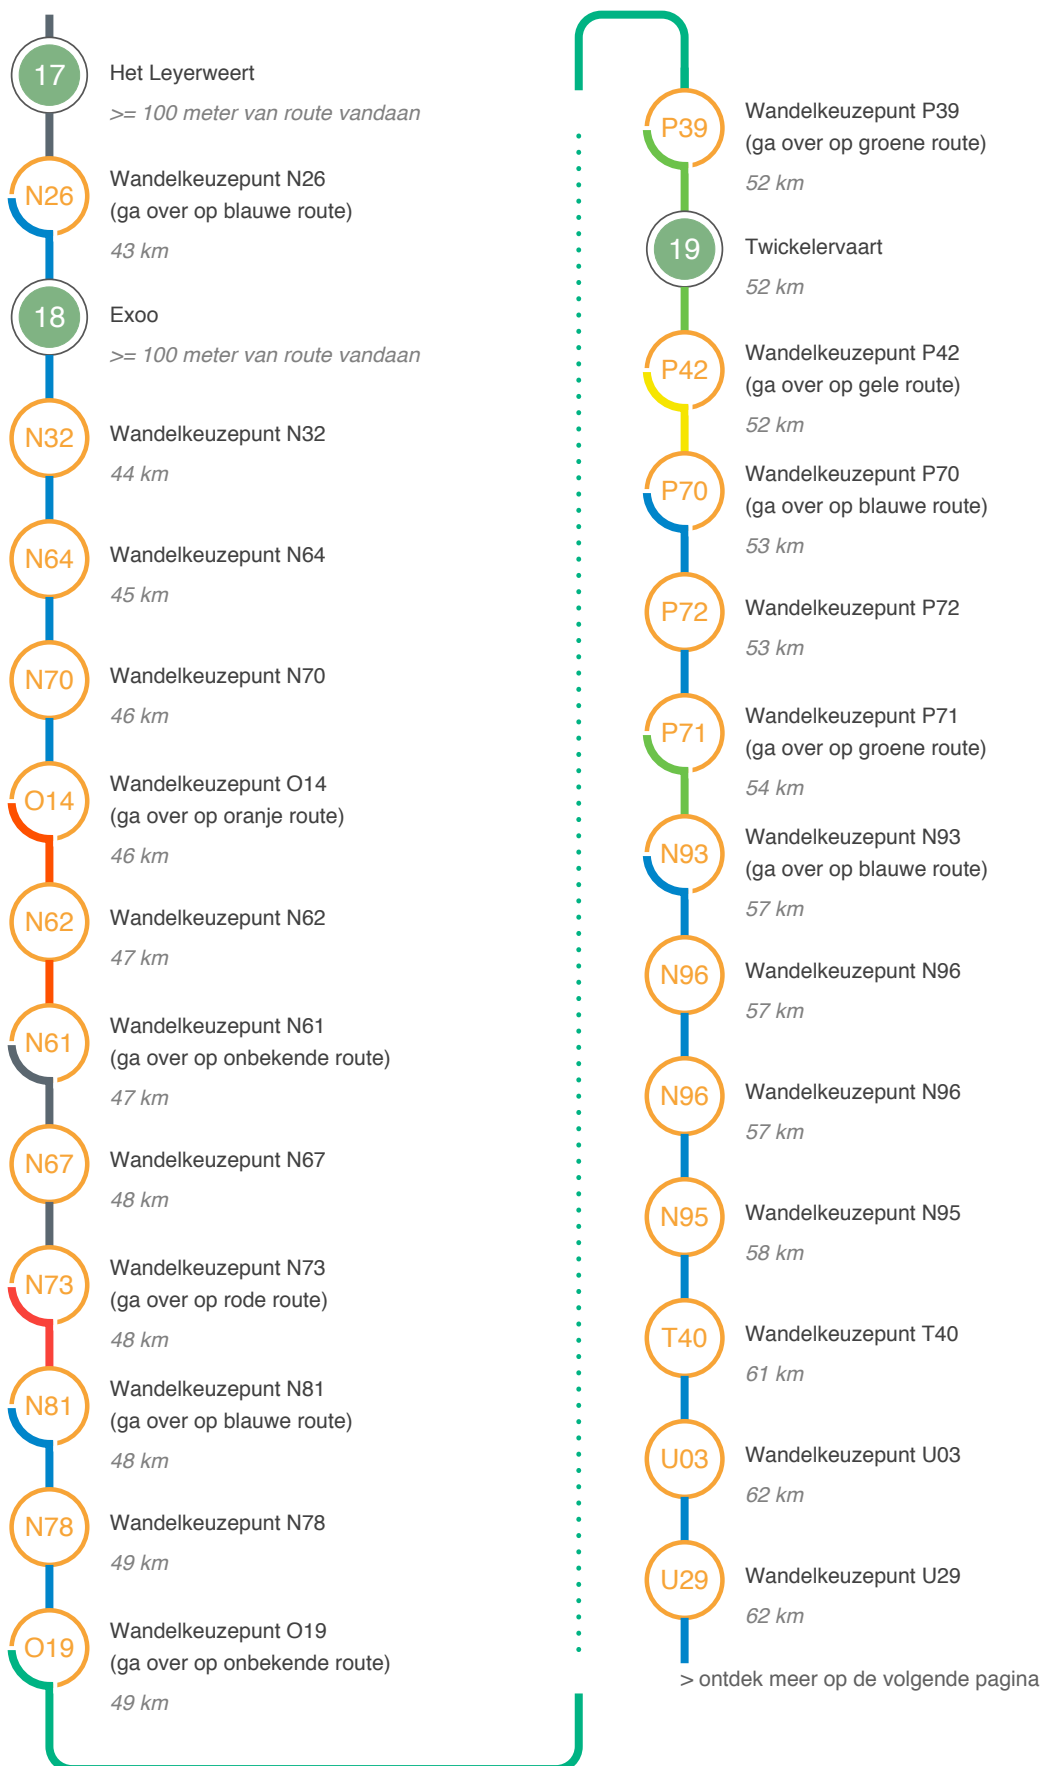 17
Het Leyerweert
>= 100 meter van route vandaan
N26
Wandelkeuzepunt N26
(ga over op blauwe route)
43 km
18
Exoo
>= 100 meter van route vandaan
N32
Wandelkeuzepunt N32
44 km
N64
Wandelkeuzepunt N64
45 km
N70
Wandelkeuzepunt N70
46 km
O14
Wandelkeuzepunt O14
(ga over op oranje route)
46 km
N62
Wandelkeuzepunt N62
47 km
N61
Wandelkeuzepunt N61
(ga over op onbekende route)
47 km
N67
Wandelkeuzepunt N67
48 km
N73
Wandelkeuzepunt N73
(ga over op rode route)
48 km
N81
Wandelkeuzepunt N81
(ga over op blauwe route)
48 km
N78
Wandelkeuzepunt N78
49 km
O19
Wandelkeuzepunt O19
(ga over op onbekende route)
49 km
P39
Wandelkeuzepunt P39
(ga over op groene route)
52 km
19
Twickelervaart
52 km
P42
Wandelkeuzepunt P42
(ga over op gele route)
52 km
P70
Wandelkeuzepunt P70
(ga over op blauwe route)
53 km
P72
Wandelkeuzepunt P72
53 km
P71
Wandelkeuzepunt P71
(ga over op groene route)
54 km
N93
Wandelkeuzepunt N93
(ga over op blauwe route)
57 km
N96
Wandelkeuzepunt N96
57 km
N96
Wandelkeuzepunt N96
57 km
N95
Wandelkeuzepunt N95
58 km
T40
Wandelkeuzepunt T40
61 km
U03
Wandelkeuzepunt U03
62 km
U29
Wandelkeuzepunt U29
62 km
> ontdek meer op de volgende pagina